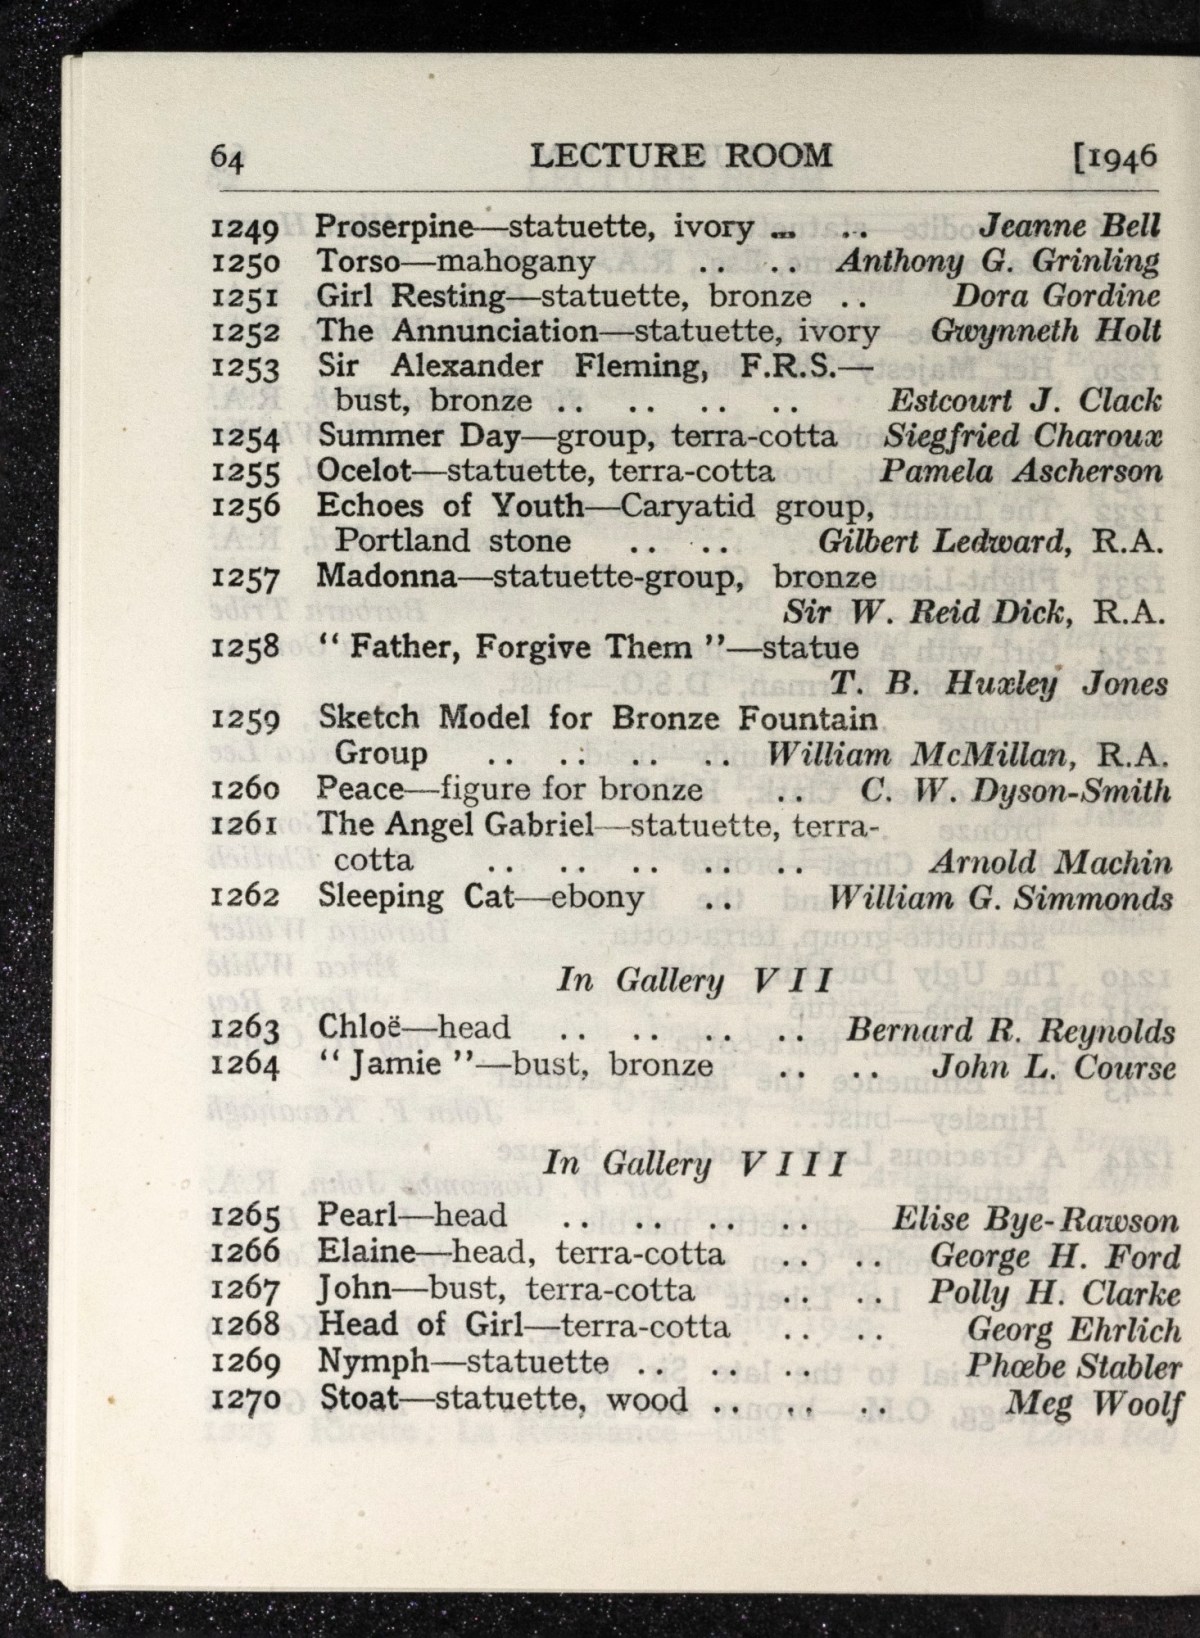 64 LECTURE ROOM [1946
1249 Proserpine—statuette, ivory .. .. Jeanne Bell
1250 Torso—mahogany .. .. Anthony G. Grinling
1251 Girl Resting—statuette, bronze .. Dora Gordine
1252 The Annunciation—statuette, ivory Gwynneth Holt
1253 Sir Alexander Fleming, F.R.S.—
bust, bronze .. .. .. .. Estcourt J. Clack
1254 Summer Day—group, terra-cotta Siegfried Charoux
1255 Ocelot—statuette, terra-cotta Pamela Ascherson
1256 Echoes of Youth—Caryatid group,
Portland stone .. .. Gilbert Ledward, R.A.
1257 Madonna—statuette-group, bronze
Sir W. Reid Dick, R.A.
1258 “ Father, Forgive Them ”—statue
T. B. Huxley Jones
1259 Sketch Model for Bronze Fountain
Group .. .. .. .. William McMillan, R.A.
1260 Peace—figure for bronze .. C. W. Dyson-Smith
1261 The Angel Gabriel—statuette, terra-
cotta .. .. .. .. .. Arnold Machin
1262 Sleeping Cat—ebony .. William G. Simmonds
In Gallery VII
1263 Chloë—head .. .. .. .. Bernard R. Reynolds
1264 “ Jamie ”—bust, bronze .. .. John L. Course
In Gallery VIII
1265 Pearl—head .. .. .. .. Elise Bye-Rawson
1266 Elaine—head, terra-cotta .. .. George H. Ford
1267 John—bust, terra-cotta .. .. Polly H. Clarke
1268 Head of Girl—terra-cotta .. .. Georg Ehrlich
1269 Nymph—statuette .. .. .. Phœbe Stabler
1270 Stoat—statuette, wood .. .. .. Meg Woolf